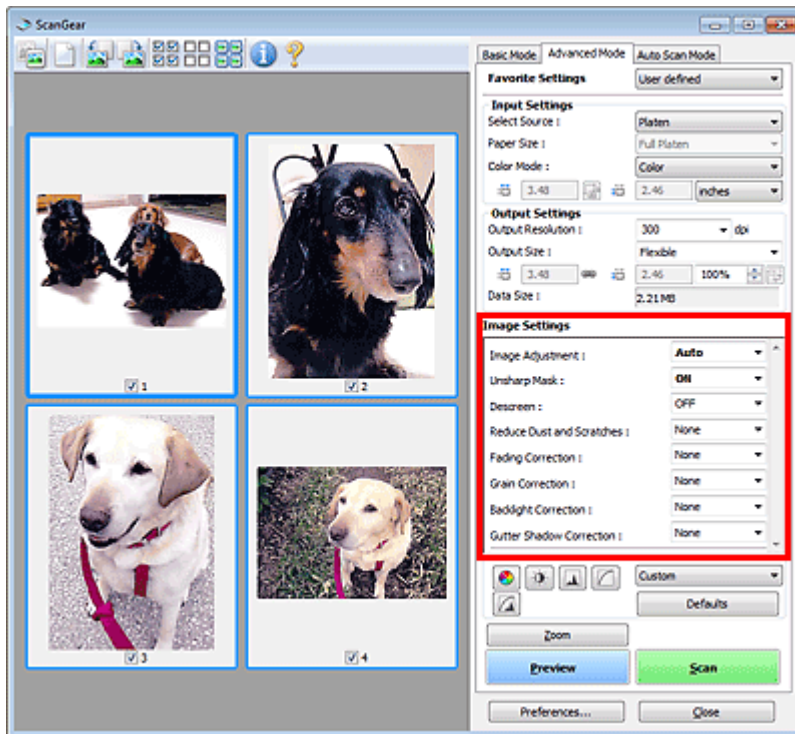 ScanGear
Basic Mode Advanced Mode Auto Scan Mode
Favorite Settings User defined
Input Settings
Select Source : Platen
Paper Size : Full Platen
Color Mode : Color
3.48 2.46 inches
Output Settings
Output Resolution : 300 dpi
Output Size : Flexible
3.48 2.46 100%
Data Size : 2.21MB
Image Settings
Image Adjustment : Auto
Unsharp Mask : ON
Descreen : OFF
Reduce Dust and Scratches : None
Fading Correction : None
Grain Correction : None
Backlight Correction : None
Gutter Shadow Correction : None
Custom
Defaults
Zoom
Preview Scan
Preferences... Close
1
2
3
4